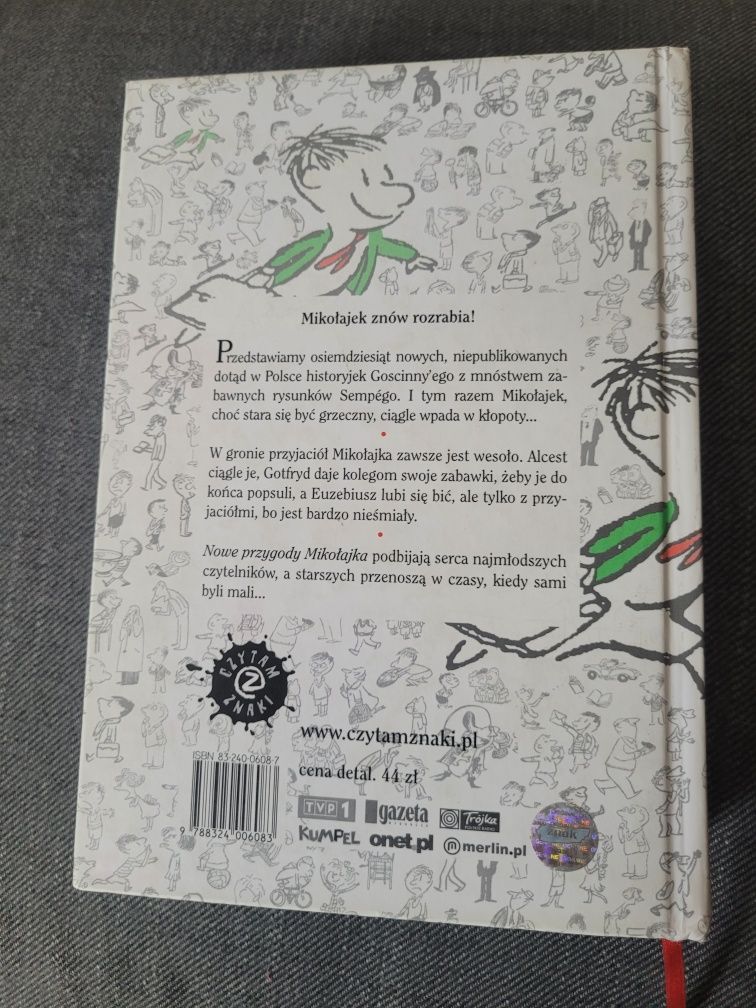 Mikołajek znów rozrabia!
Przedstawiamy osiemdziesiąt nowych, niepublikowanych
dotąd w Polsce historyjek Goscinny'ego z mnóstwem za-
bawnych rysunków Sempégo. I tym razem Mikołajek,
choć stara się być grzeczny, ciągle wpada w kłopoty...
W gronie przyjaciół Mikołajka zawsze jest wesoło. Alcest
ciągle je, Gotfryd daje kolegom swoje zabawki, żeby je do
końca popsuli, a Euzebiusz lubi się bić, ale tylko z przy-
jaciółmi, bo jest bardzo nieśmiały.
Nowe przygody Mikołajka podbijają serca najmłodszych
czytelników, a starszych przenoszą w czasy, kiedy sami
byli mali...
CZYTAM
Z
ZNAKI
www.czytamznaki.pl
ISBN 83-240-0608-7
cena detal. 44 zł
9 788324 006083
TVP 1
gazeta
Trójka
POLSKIE RADIO
KUMPEL
onet.pl
merlin.pl
znak